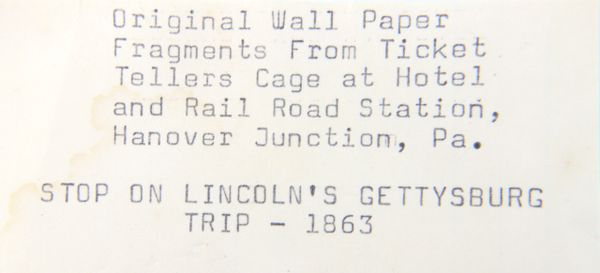 Original Wall Paper
Fragments From Ticket
Tellers Cage at Hotel
and Rail Road Station,
Hanover Junction, Pa.
STOP ON LINCOLN'S GETTYSBURG
TRIP - 1863